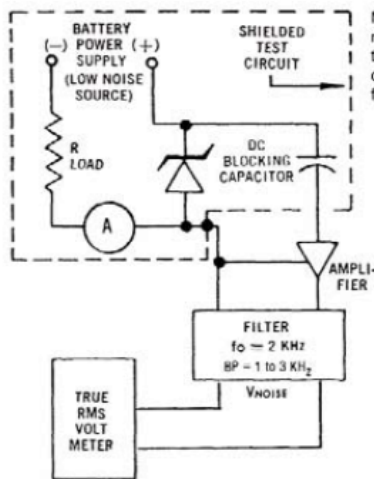 BATTERY
(-) POWER (+)
SUPPLY
(LOW NOISE
SOURCE)
SHIELDED
TEST
CIRCUIT
R
LOAD
DC
BLOCKING
CAPACITOR
A
AMPLI-
FIER
FILTER
fo = 2 KHz
BP = 1 to 3 KHz
VNOISE
TRUE
RMS
VOLT
METER